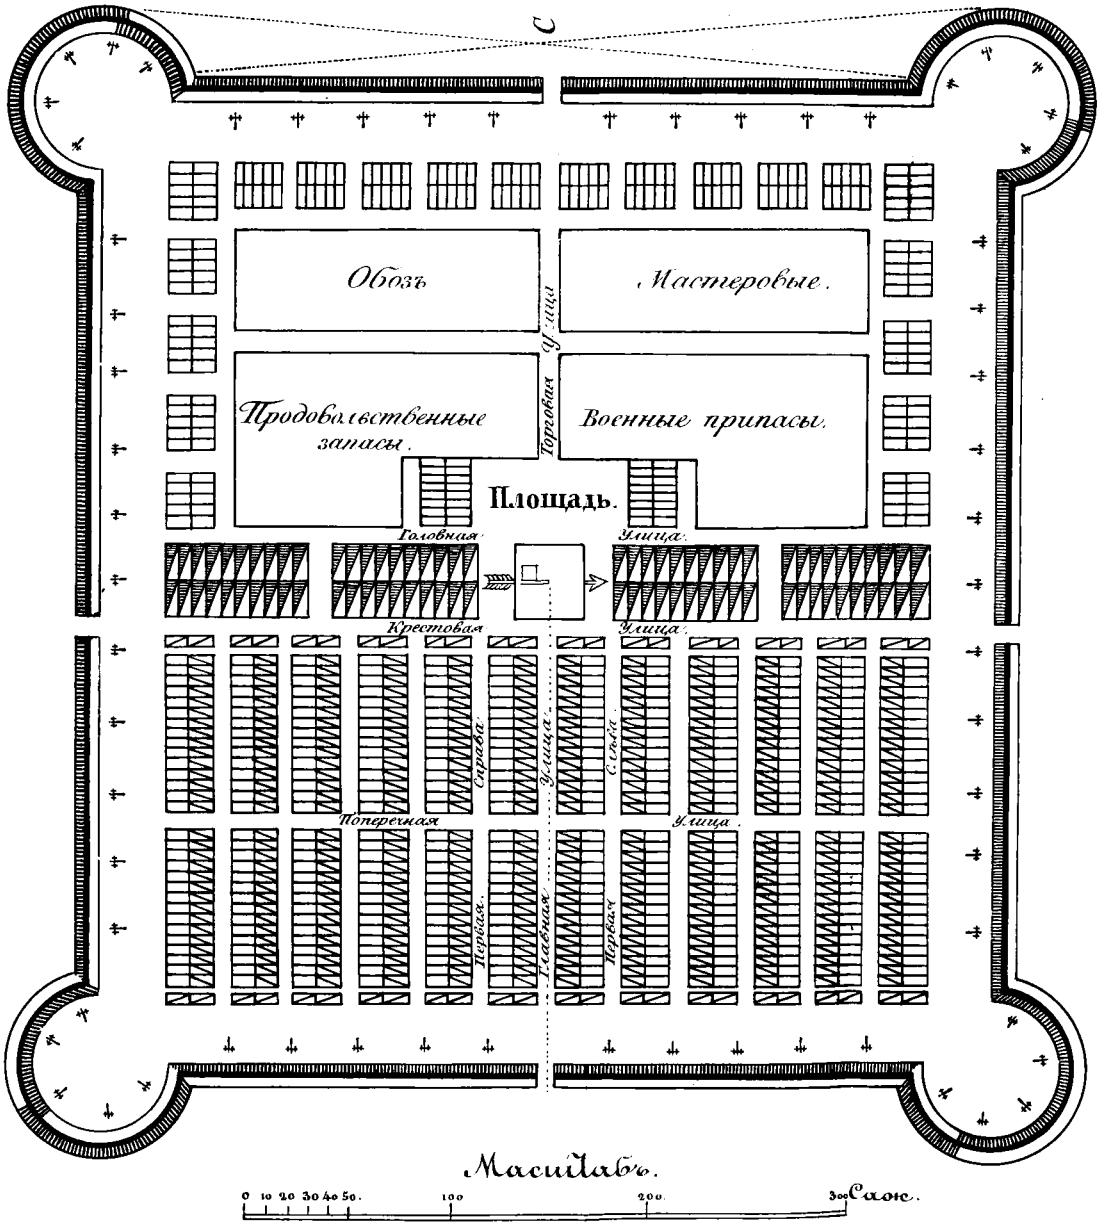 С
Обозъ
Мастеровые.
Торговая Улица
Продовольственные
запасы.
Военные припасы.
Площадь.
Головная Улица.
Крестовая Улица.
Справа.
Улица.
Слѣва.
Поперечная Улица.
Первая.
Главная
Первая
Масштабъ.
0 10 20 30 40 50. 100 200. 300 Саж.